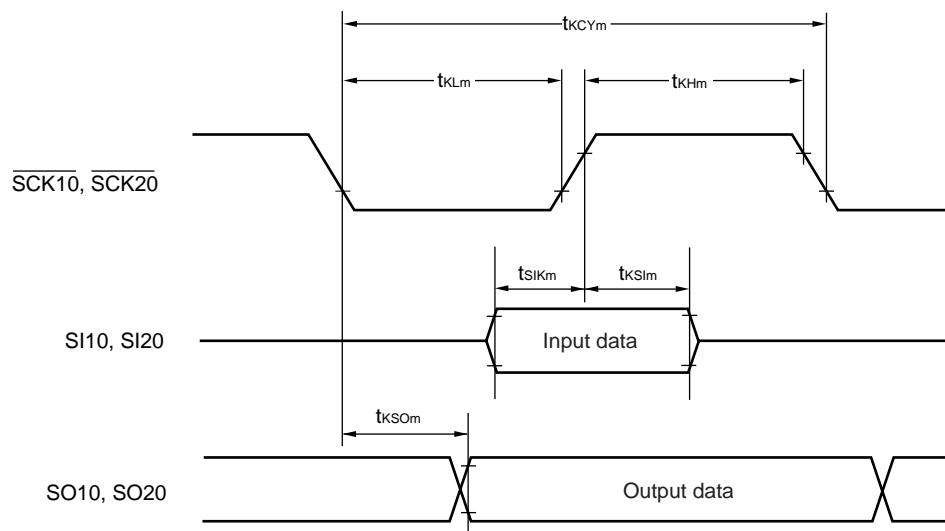 tKCYm
tKLm
tKHm
SCK10, SCK20
tSIKm
tKSIm
SI10, SI20
Input data
tKSOm
SO10, SO20
Output data